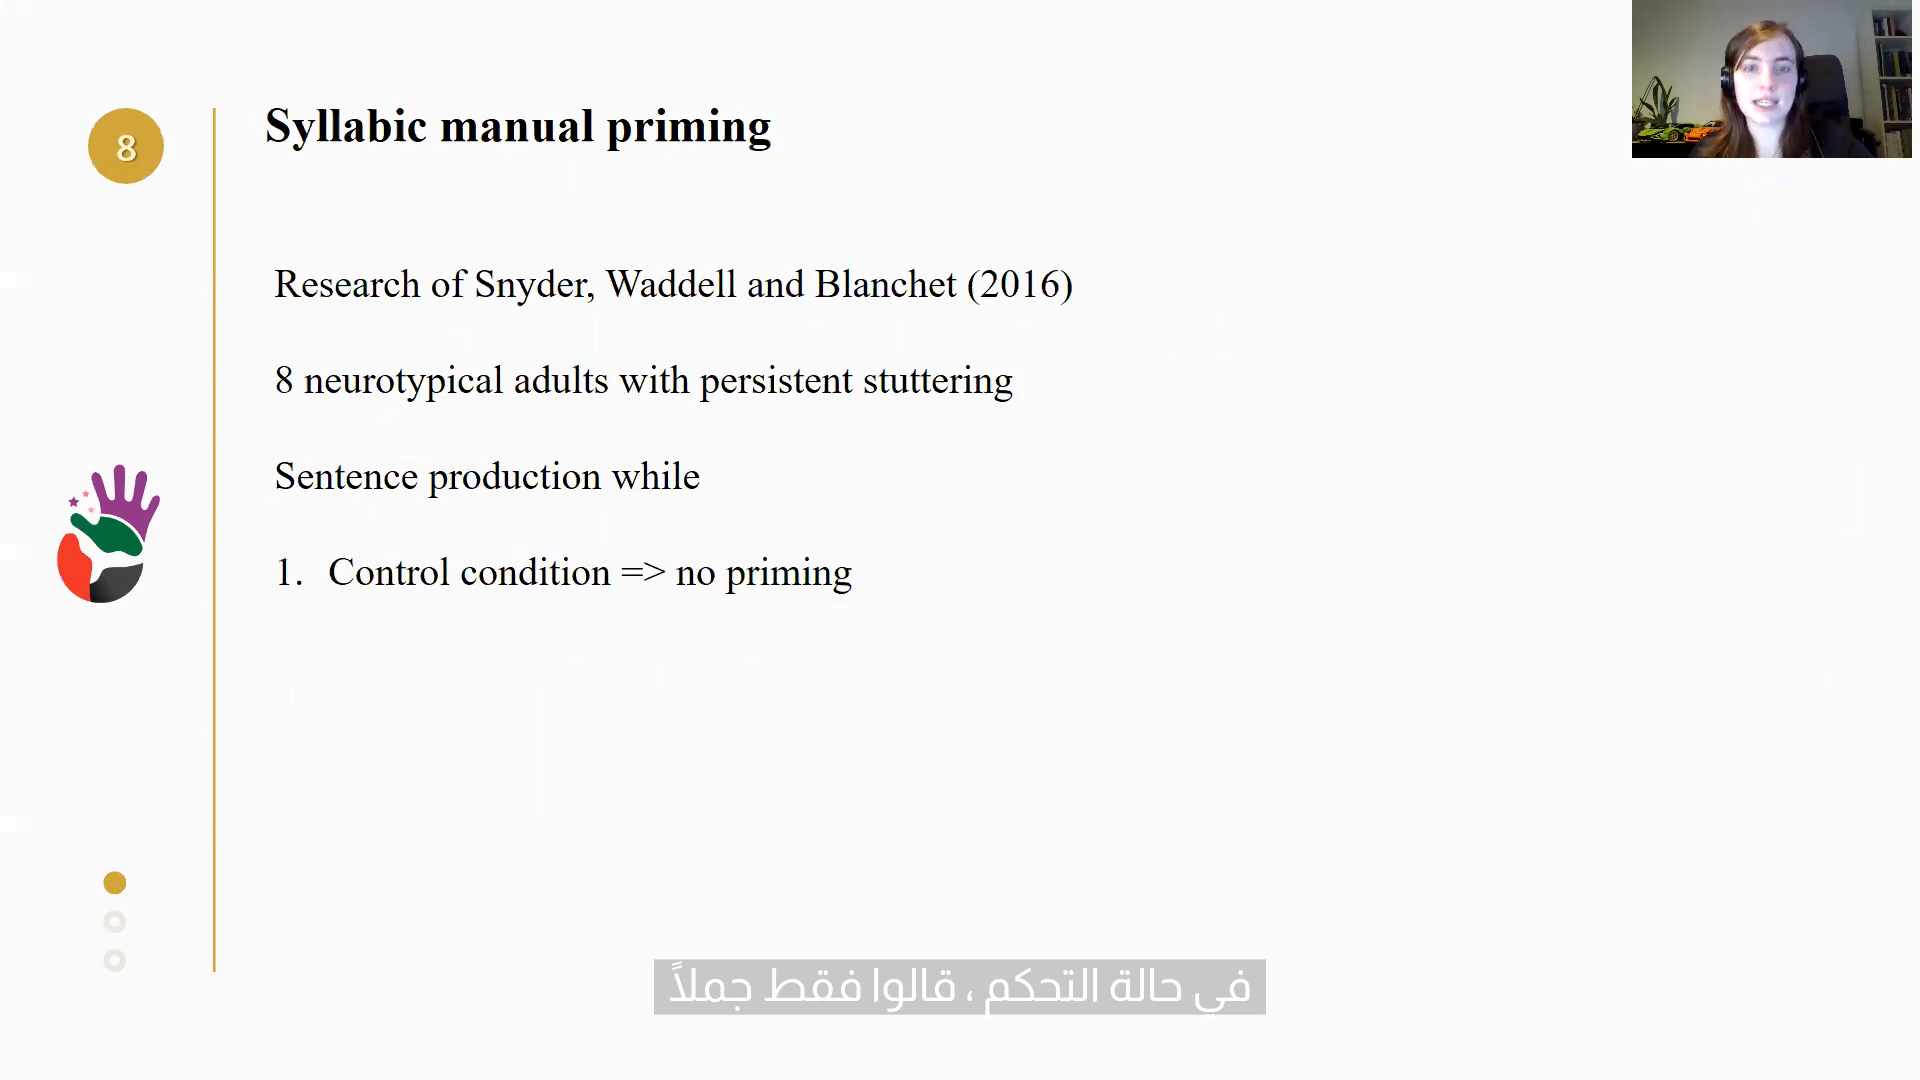 8
Syllabic manual priming
Research of Snyder, Waddell and Blanchet (2016)
8 neurotypical adults with persistent stuttering
Sentence production while
1. Control condition => no priming
في حالة التحكم ، قالوا فقط جملاً